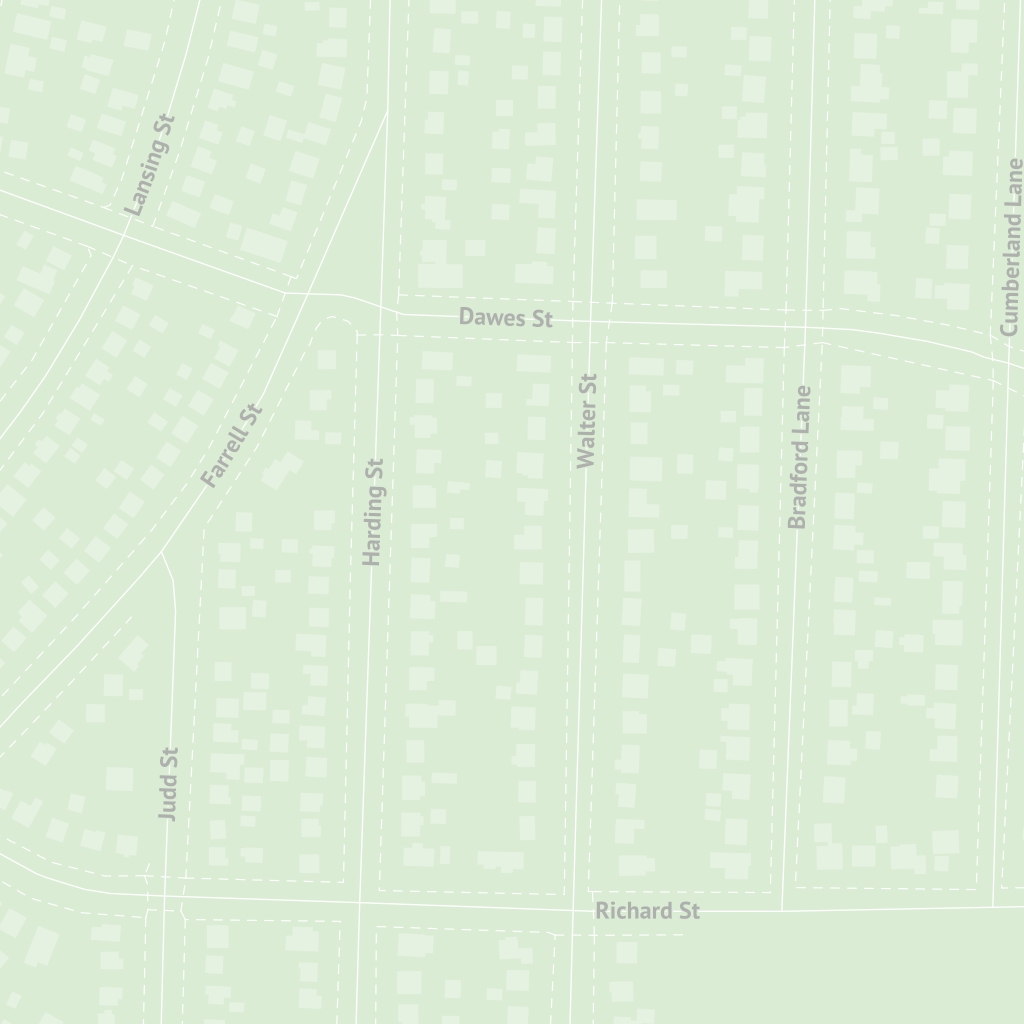 Lansing St
Cumberland Lane
Dawes St
Farrell St
Walter St
Bradford Lane
Harding St
Judd St
Richard St